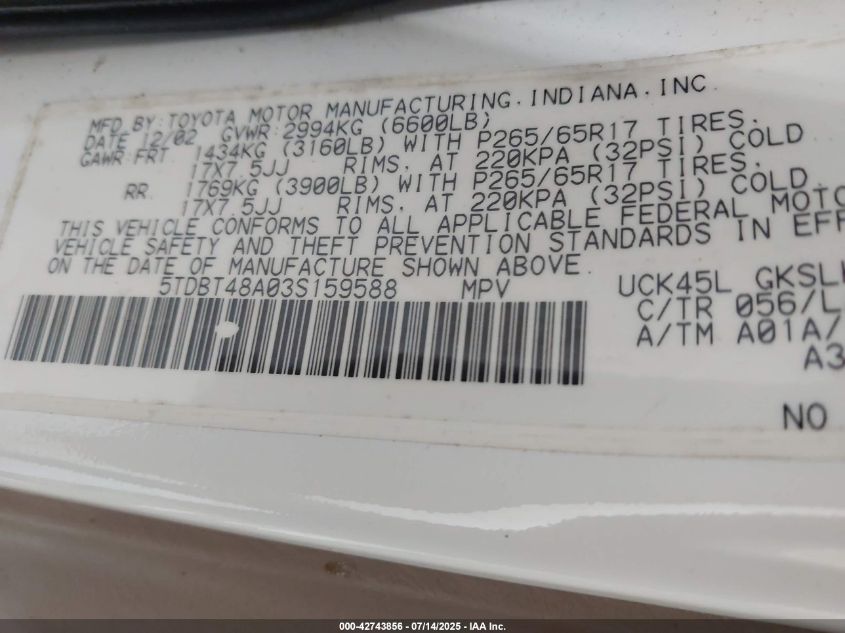 MFD BY: TOYOTA MOTOR MANUFACTURING. INDIANA. INC.
DATE 12/02 GVWR: 2994KG (6600LB)
GAWR: FRT. 1434KG (3160LB) WITH P265/65R17 TIRES.
17X7.5JJ RIMS. AT 220KPA (32PSI) COLD
RR. 1769KG (3900LB) WITH P265/65R17 TIRES.
17X7.5JJ RIMS. AT 220KPA (32PSI) COLD.
THIS VEHICLE CONFORMS TO ALL APPLICABLE FEDERAL MOTO
VEHICLE SAFETY AND THEFT PREVENTION STANDARDS IN EFF
ON THE DATE OF MANUFACTURE SHOWN ABOVE.
5TDBT48A03S159588 MPV
UCK45L GKSL
C/TR 056/L
A/TM A01A/
A3
NO
000-42743856 - 07/14/2025 - IAA Inc.